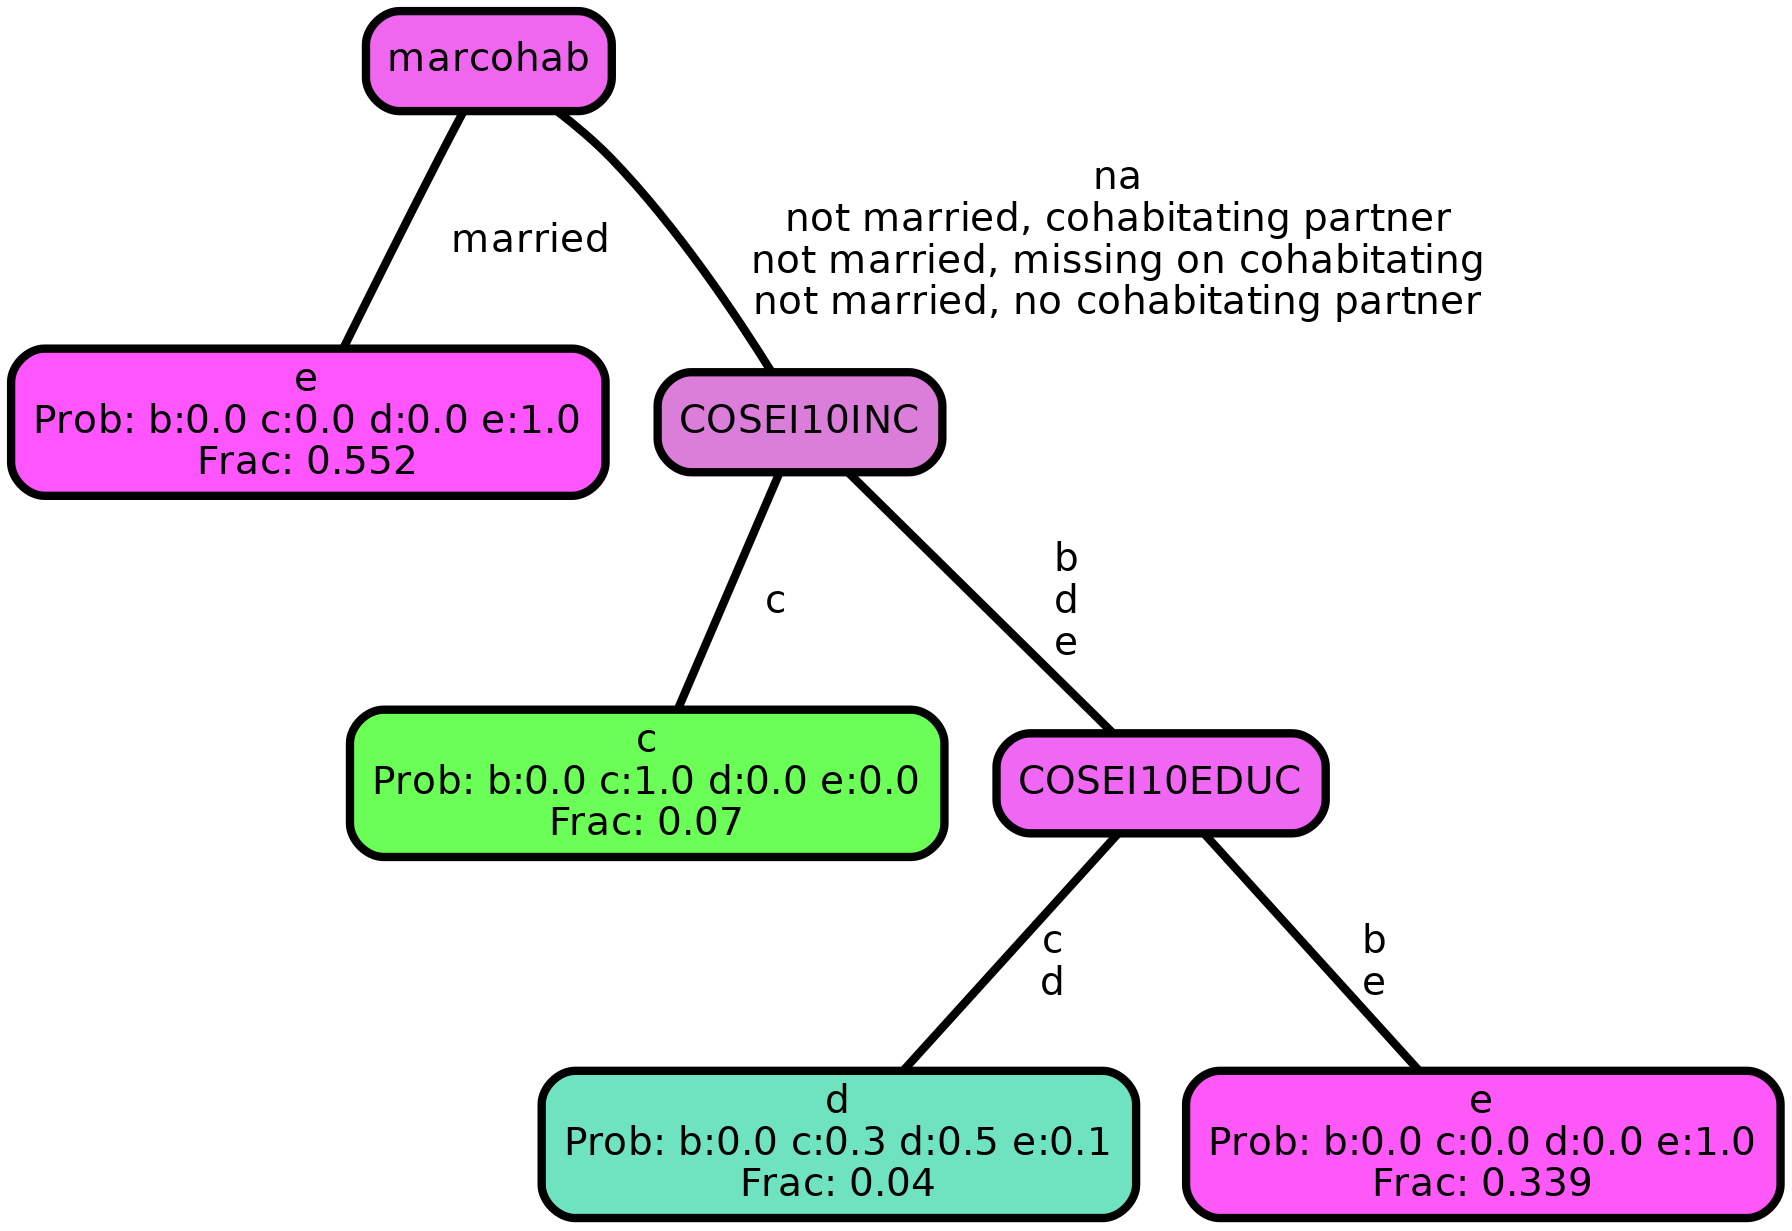 marcohab
married
na
not married, cohabitating partner
not married, missing on cohabitating
not married, no cohabitating partner
e
Prob: b:0.0 c:0.0 d:0.0 e:1.0
Frac: 0.552
COSEI10INC
c
b
d
e
c
Prob: b:0.0 c:1.0 d:0.0 e:0.0
Frac: 0.07
COSEI10EDUC
c
d
b
e
d
Prob: b:0.0 c:0.3 d:0.5 e:0.1
Frac: 0.04
e
Prob: b:0.0 c:0.0 d:0.0 e:1.0
Frac: 0.339